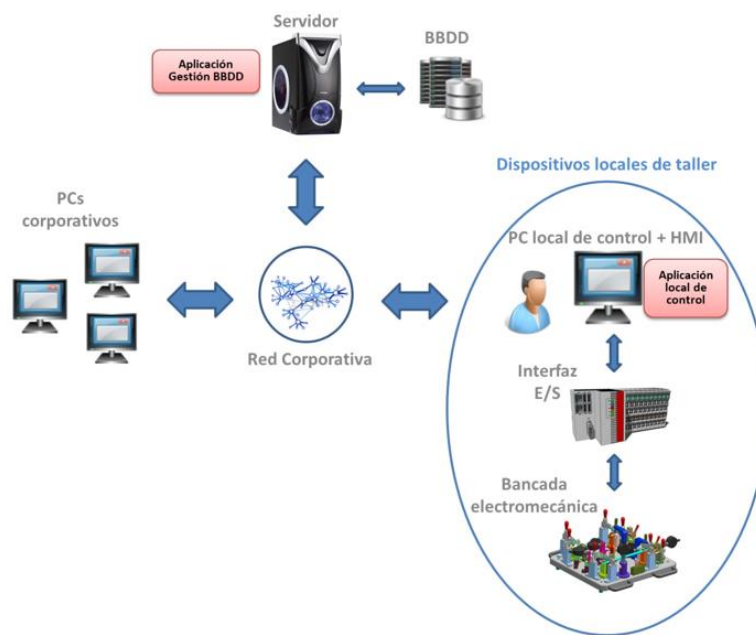 Servidor
BBDD
Aplicación
Gestión BBDD
Dispositivos locales de taller
PCs
corporativos
PC local de control + HMI
Aplicación
local de
control
Red Corporativa
Interfaz
E/S
Bancada
electromecánica